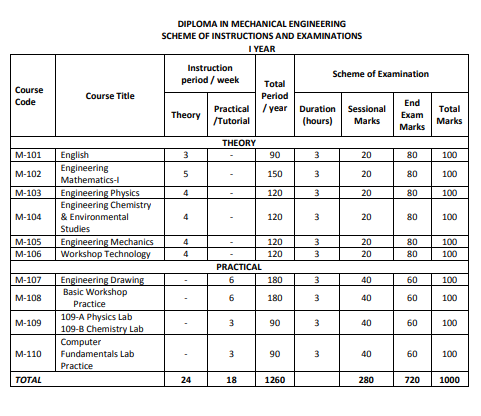 DIPLOMA IN MECHANICAL ENGINEERING
SCHEME OF INSTRUCTIONS AND EXAMINATIONS
I YEAR
Course Code | Course Title | Instruction period / week | Total Period / year | Scheme of Examination
Theory | Practical /Tutorial | Duration (hours) | Sessional Marks | End Exam Marks | Total Marks
THEORY
M-101 | English | 3 | - | 90 | 3 | 20 | 80 | 100
M-102 | Engineering Mathematics-I | 5 | - | 150 | 3 | 20 | 80 | 100
M-103 | Engineering Physics | 4 | - | 120 | 3 | 20 | 80 | 100
M-104 | Engineering Chemistry & Environmental Studies | 4 | - | 120 | 3 | 20 | 80 | 100
M-105 | Engineering Mechanics | 4 | - | 120 | 3 | 20 | 80 | 100
M-106 | Workshop Technology | 4 | - | 120 | 3 | 20 | 80 | 100
PRACTICAL
M-107 | Engineering Drawing | - | 6 | 180 | 3 | 40 | 60 | 100
M-108 | Basic Workshop Practice | - | 6 | 180 | 3 | 40 | 60 | 100
M-109 | 109-A Physics Lab 109-B Chemistry Lab | - | 3 | 90 | 3 | 40 | 60 | 100
M-110 | Computer Fundamentals Lab Practice | - | 3 | 90 | 3 | 40 | 60 | 100
TOTAL | 24 | 18 | 1260 | 280 | 720 | 1000